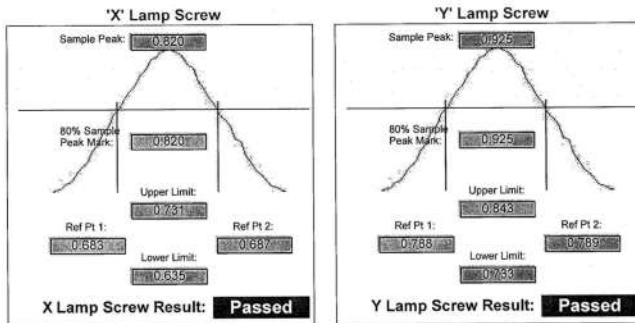 'X' Lamp Screw
Sample Peak: 0.820
80% Sample
Peak Mark: 0.820
Upper Limit:
0.731
Ref Pt 1: Ref Pt 2:
0.683 0.687
Lower Limit:
0.635
X Lamp Screw Result: Passed
'Y' Lamp Screw
Sample Peak: 0.925
80% Sample
Peak Mark: 0.925
Upper Limit:
0.843
Ref Pt 1: Ref Pt 2:
0.788 0.789
Lower Limit:
0.733
Y Lamp Screw Result: Passed